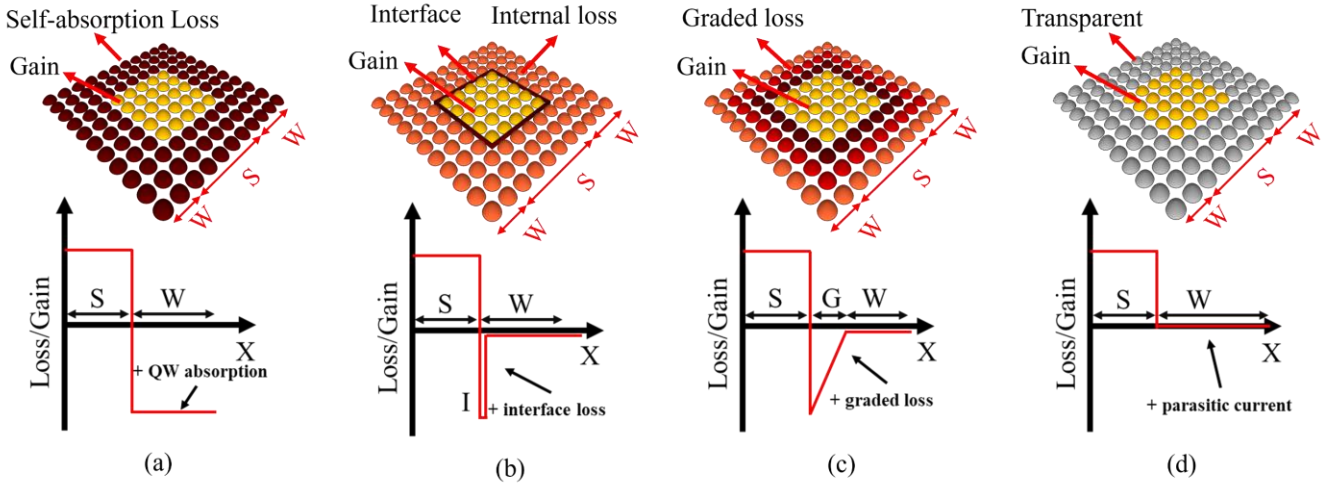 Self-absorption Loss
Gain
W
S
W
Loss/Gain
S
W
X
+ QW absorption
(a)
Interface
Internal loss
Gain
W
S
W
Loss/Gain
S
W
X
I
+ interface loss
(b)
Graded loss
Gain
W
S
W
Loss/Gain
S
G
W
X
+ graded loss
(c)
Transparent
Gain
W
S
W
Loss/Gain
S
W
X
+ parasitic current
(d)